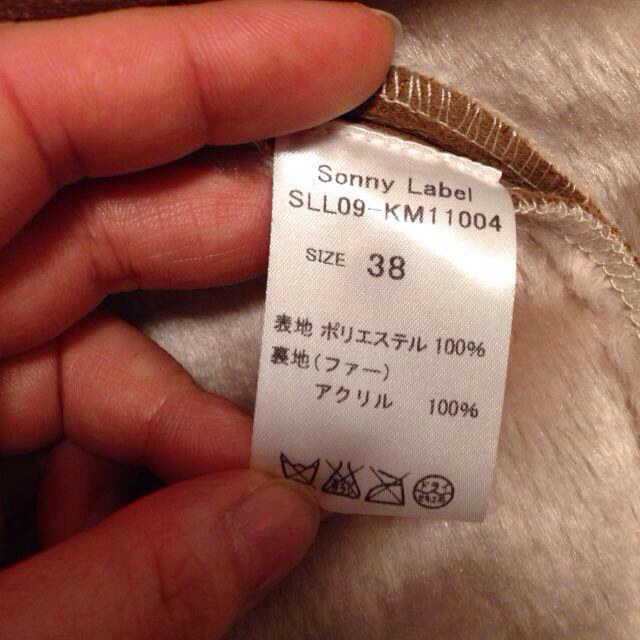 Sonny Label
SLL09-KM11004
SIZE 38
表地 ポリエステル 100%
裏地(ファー)
アクリル 100%